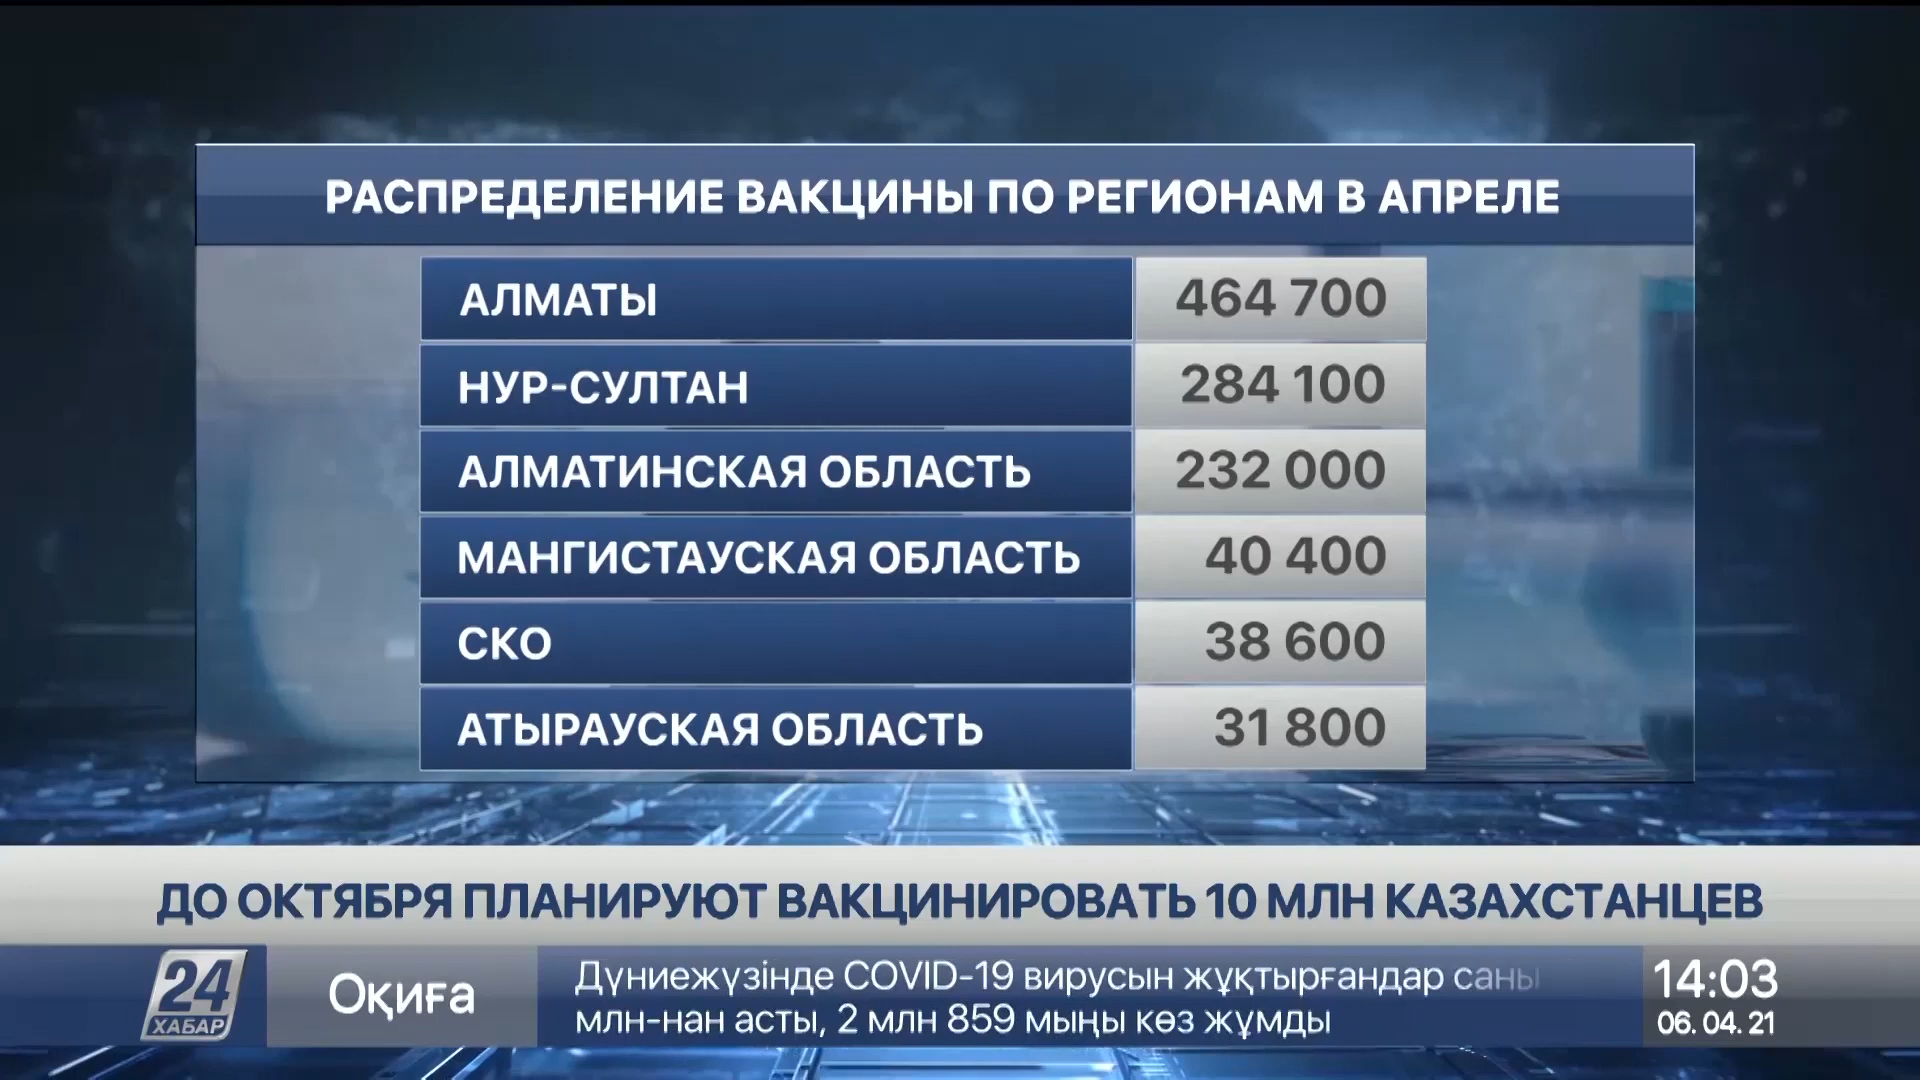 РАСПРЕДЕЛЕНИЕ ВАКЦИНЫ ПО РЕГИОНАМ В АПРЕЛЕ
АЛМАТЫ 464 700
НУР-СУЛТАН 284 100
АЛМАТИНСКАЯ ОБЛАСТЬ 232 000
МАНГИСТАУСКАЯ ОБЛАСТЬ 40 400
СКО 38 600
АТЫРАУСКАЯ ОБЛАСТЬ 31 800
ДО ОКТЯБРЯ ПЛАНИРУЮТ ВАКЦИНИРОВАТЬ 10 МЛН КАЗАХСТАНЦЕВ
24
ХАБАР
Оқиға
Дүниежүзінде COVID-19 вирусын жұқтырғандар саны
млн-нан асты, 2 млн 859 мыңы көз жұмды
14:03
06. 04. 21